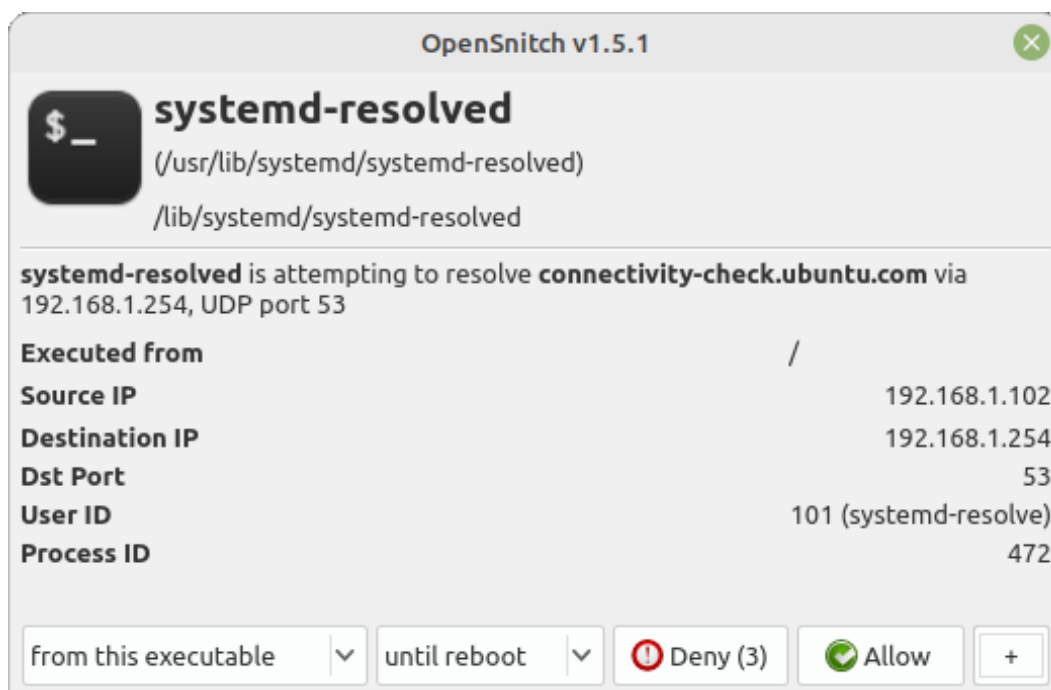 OpenSnitch v1.5.1
$_
systemd-resolved
(/usr/lib/systemd/systemd-resolved)
/lib/systemd/systemd-resolved
systemd-resolved is attempting to resolve connectivity-check.ubuntu.com via
192.168.1.254, UDP port 53
Executed from /
Source IP 192.168.1.102
Destination IP 192.168.1.254
Dst Port 53
User ID 101 (systemd-resolve)
Process ID 472
from this executable until reboot Deny (3) Allow +